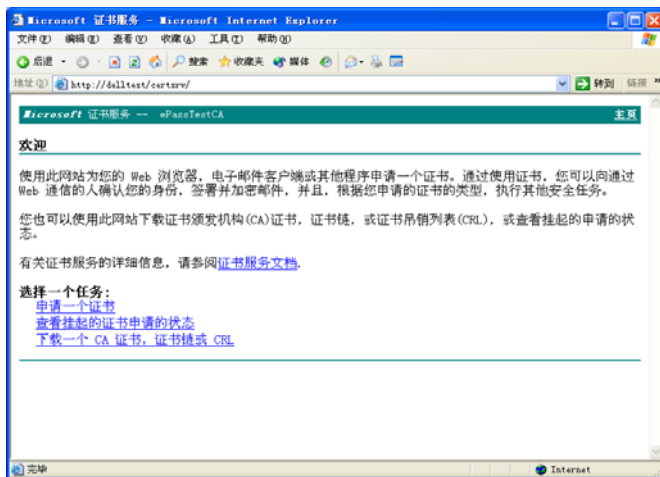 Microsoft 证书服务 - Microsoft Internet Explorer
文件(F) 编辑(E) 查看(V) 收藏(A) 工具(T) 帮助(H)
后退 搜索 收藏夹 媒体
地址(D) http://delltest/certsrv/ 转到 链接 »
Microsoft 证书服务 -- ePassTestCA 主页
欢迎
使用此网站为您的 Web 浏览器，电子邮件客户端或其他程序申请一个证书。通过使用证书，您可以向通过
Web 通信的人确认您的身份，签署并加密邮件，并且，根据您申请的证书的类型，执行其他安全任务。
您也可以使用此网站下载证书颁发机构(CA)证书，证书链，或证书吊销列表(CRL)，或查看挂起的申请的状
态。
有关证书服务的详细信息，请参阅证书服务文档.
选择一个任务:
申请一个证书
查看挂起的证书申请的状态
下载一个 CA 证书，证书链或 CRL
完毕 Internet